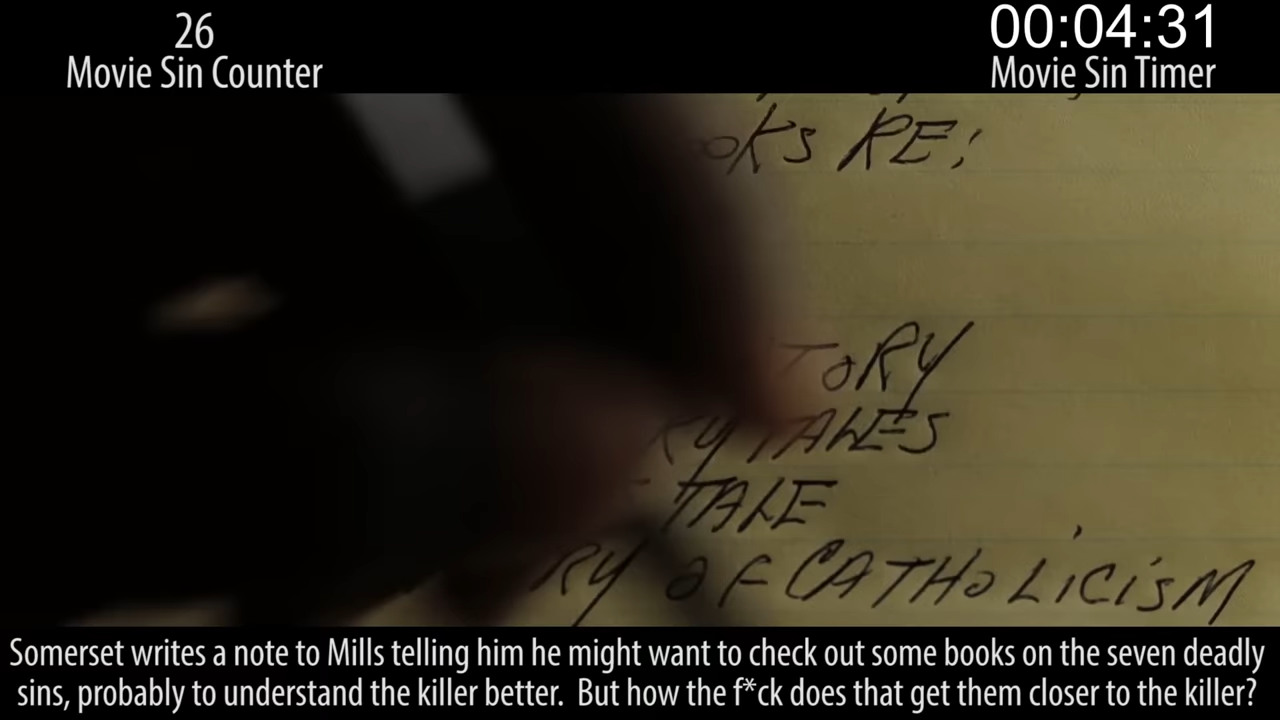 26
Movie Sin Counter
00:04:31
Movie Sin Timer
OKS RE:
TORY
RY TALES
TALE
RY OF CATHOLICISM
Somerset writes a note to Mills telling him he might want to check out some books on the seven deadly
sins, probably to understand the killer better. But how the f*ck does that get them closer to the killer?